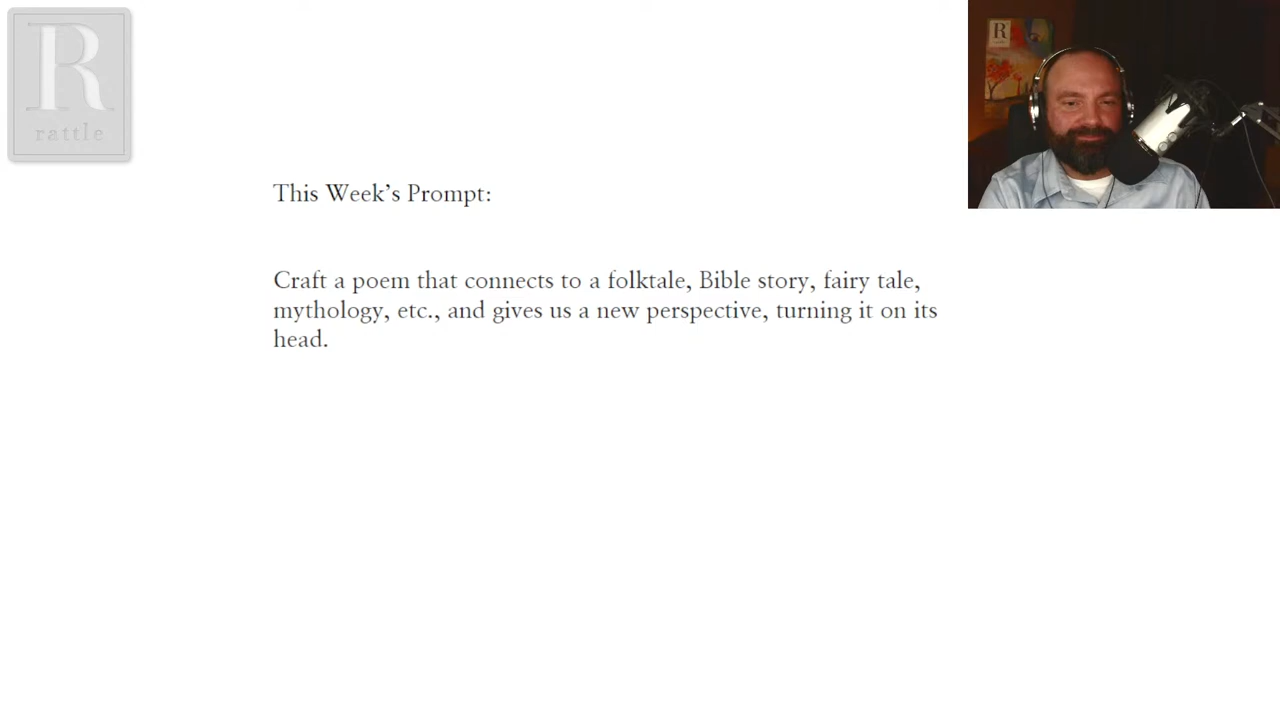 R
rattle
R
This Week's Prompt:
Craft a poem that connects to a folktale, Bible story, fairy tale,
mythology, etc., and gives us a new perspective, turning it on its
head.